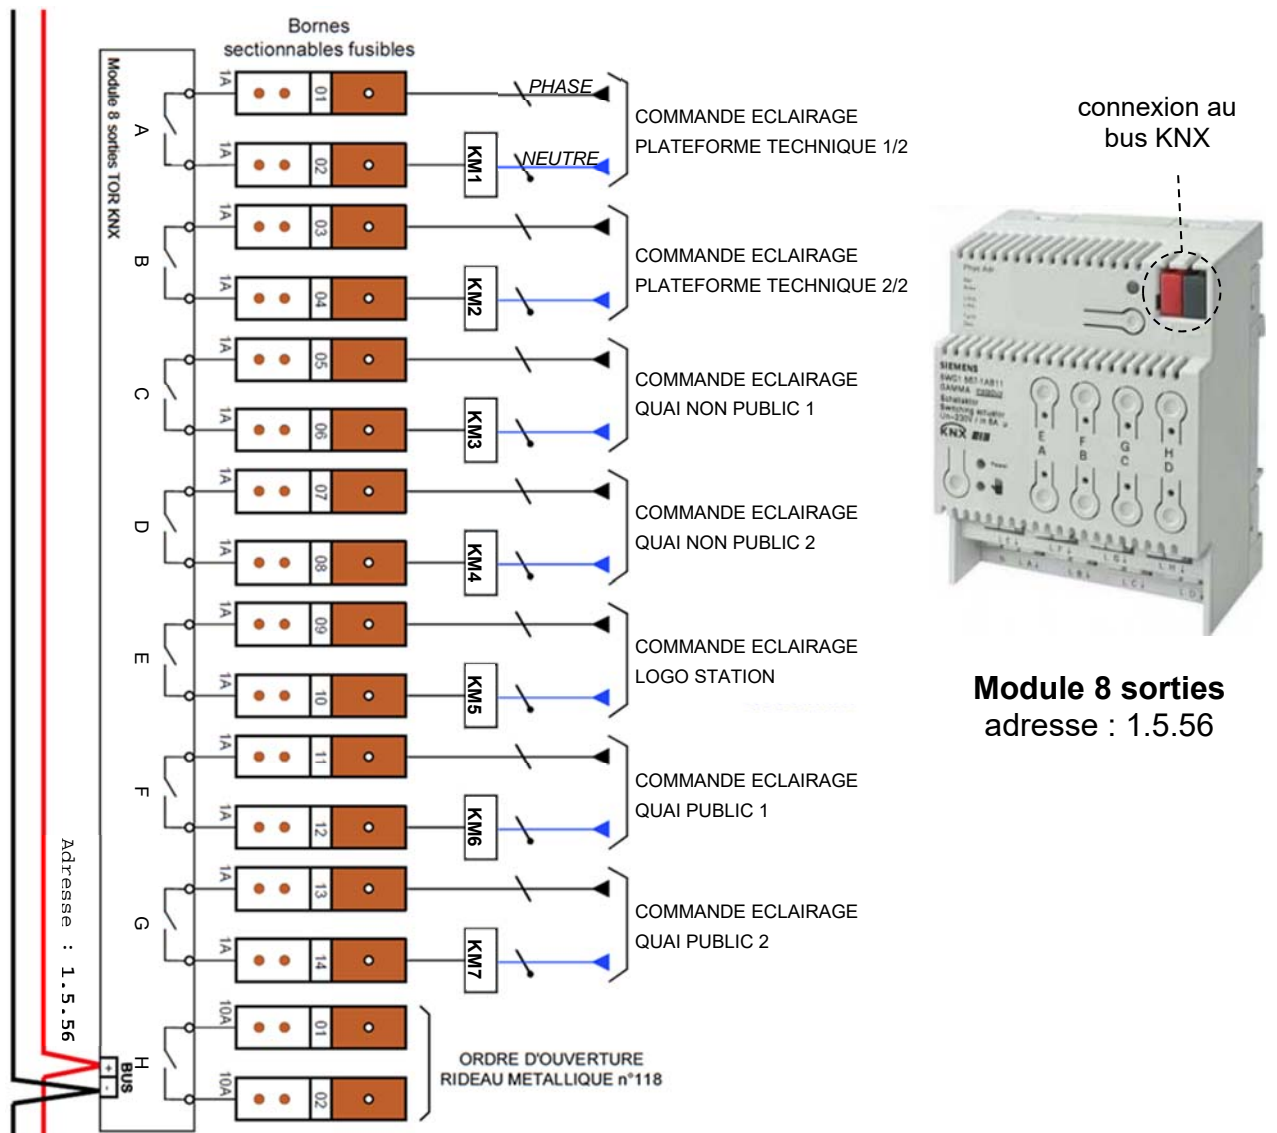 Bornes
sectionnables fusibles
Module 8 sorties TOR KNX
A
1A
01
PHASE
1A
02
KM1
NEUTRE
COMMANDE ECLAIRAGE
PLATEFORME TECHNIQUE 1/2
B
1A
03
1A
04
KM2
COMMANDE ECLAIRAGE
PLATEFORME TECHNIQUE 2/2
C
1A
05
1A
06
KM3
COMMANDE ECLAIRAGE
QUAI NON PUBLIC 1
D
1A
07
1A
08
KM4
COMMANDE ECLAIRAGE
QUAI NON PUBLIC 2
E
1A
09
1A
10
KM5
COMMANDE ECLAIRAGE
LOGO STATION
F
1A
11
1A
12
KM6
COMMANDE ECLAIRAGE
QUAI PUBLIC 1
G
1A
13
1A
14
KM7
COMMANDE ECLAIRAGE
QUAI PUBLIC 2
H
10A
01
10A
02
ORDRE D'OUVERTURE
RIDEAU METALLIQUE n°118
Adresse : 1.5.56
+
-
BUS
connexion au
bus KNX
SIEMENS
Switching actuator
KNX EIB
Power
E F G H
A B C D
Module 8 sorties
adresse : 1.5.56